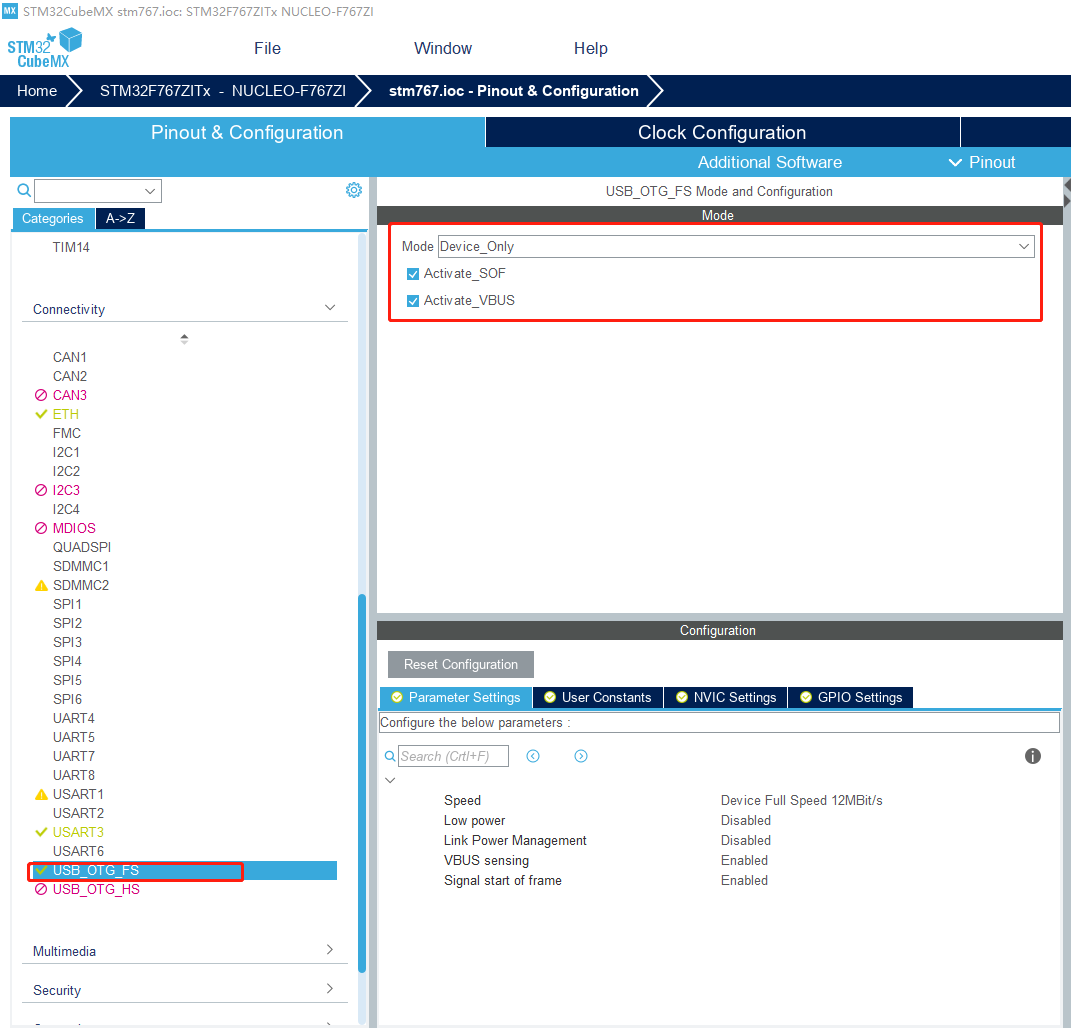 MX STM32CubeMX stm767.ioc: STM32F767ZITx NUCLEO-F767ZI
STM32
CubeMX
File Window Help
Home STM32F767ZITx - NUCLEO-F767ZI stm767.ioc - Pinout & Configuration
Pinout & Configuration Clock Configuration
Additional Software Pinout
USB_OTG_FS Mode and Configuration
Categories A->Z
Mode
TIM14
Mode Device_Only
Activate_SOF
Activate_VBUS
Connectivity
CAN1
CAN2
CAN3
ETH
FMC
I2C1
I2C2
I2C3
I2C4
MDIOS
QUADSPI
SDMMC1
SDMMC2
SPI1
SPI2
SPI3
SPI4
SPI5
SPI6
UART4
UART5
UART7
UART8
USART1
USART2
USART3
USART6
USB_OTG_FS
USB_OTG_HS
Multimedia
Security
Configuration
Reset Configuration
Parameter Settings User Constants NVIC Settings GPIO Settings
Configure the below parameters :
Search (Crtl+F)
Speed Device Full Speed 12MBit/s
Low power Disabled
Link Power Management Disabled
VBUS sensing Enabled
Signal start of frame Enabled